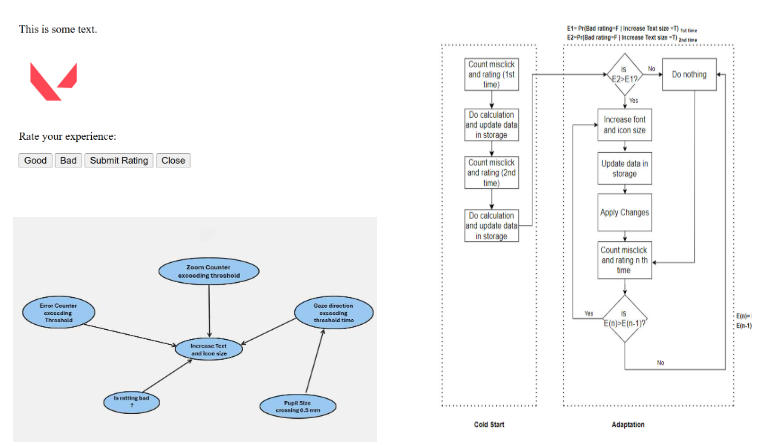 This is some text.
Rate your experience:
Good Bad Submit Rating Close
Zoom Counter
exceeding threshold
Error Counter
exceeding
Threshold
Gaze direction
exceeding
threshold time
Increase Text
and Icon size
Is ratting bad
?
Pupil Size
crossing 0.5 mm
E1= Pr(Bad rating=F | Increase Text size =T) 1st time
E2=Pr(Bad rating=F | Increase Text size =T) 2nd time
Count misclick
and rating (1st
time)
Do calculation
and update data
in storage
Count misclick
and rating (2nd
time)
Do calculation
and update data
in storage
Cold Start
Is
E2>E1?
No
Do nothing
Yes
Increase font
and icon size
Update data in
storage
Apply Changes
Count misclick
and rating n th
time
Yes
is
E(n)>E(n-1)?
No
E(n)=
E(n-1)
Adaptation